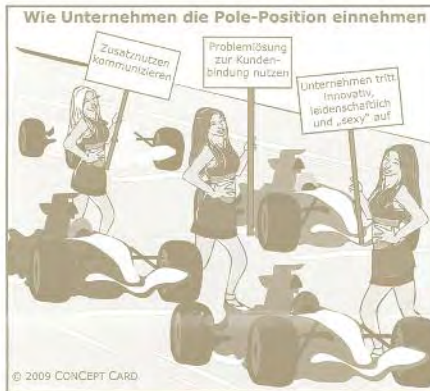 Wie Unternehmen die Pole-Position einnehmen
Zusatznutzen
kommunizieren
Problemlösung
zur Kunden-
bindung nutzen
Unternehmen tritt
innovativ,
leidenschaftlich
und „sexy“ auf
© 2009 CONCEPT CARD